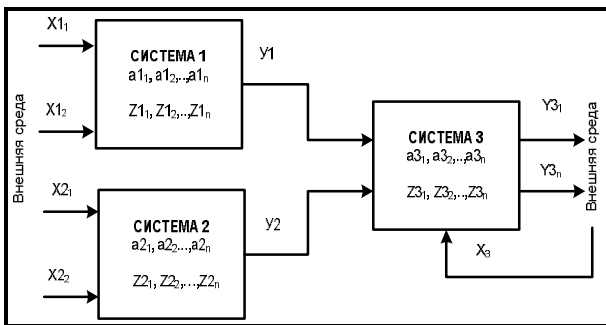 Внешняя среда
X1₁
X1₂
СИСТЕМА 1
a1₁, a1₂,..,a1ₙ
Z1₁, Z1₂,..,Z1ₙ
У1
X2₁
X2₂
СИСТЕМА 2
a2₁, a2₂...,a2ₙ
Z2₁, Z2₂,...,Z2ₙ
У2
СИСТЕМА 3
a3₁, a3₂,..,a3ₙ
Z3₁, Z3₂,..,Z3ₙ
Y3₁
Y3ₙ
X₃
Внешняя среда